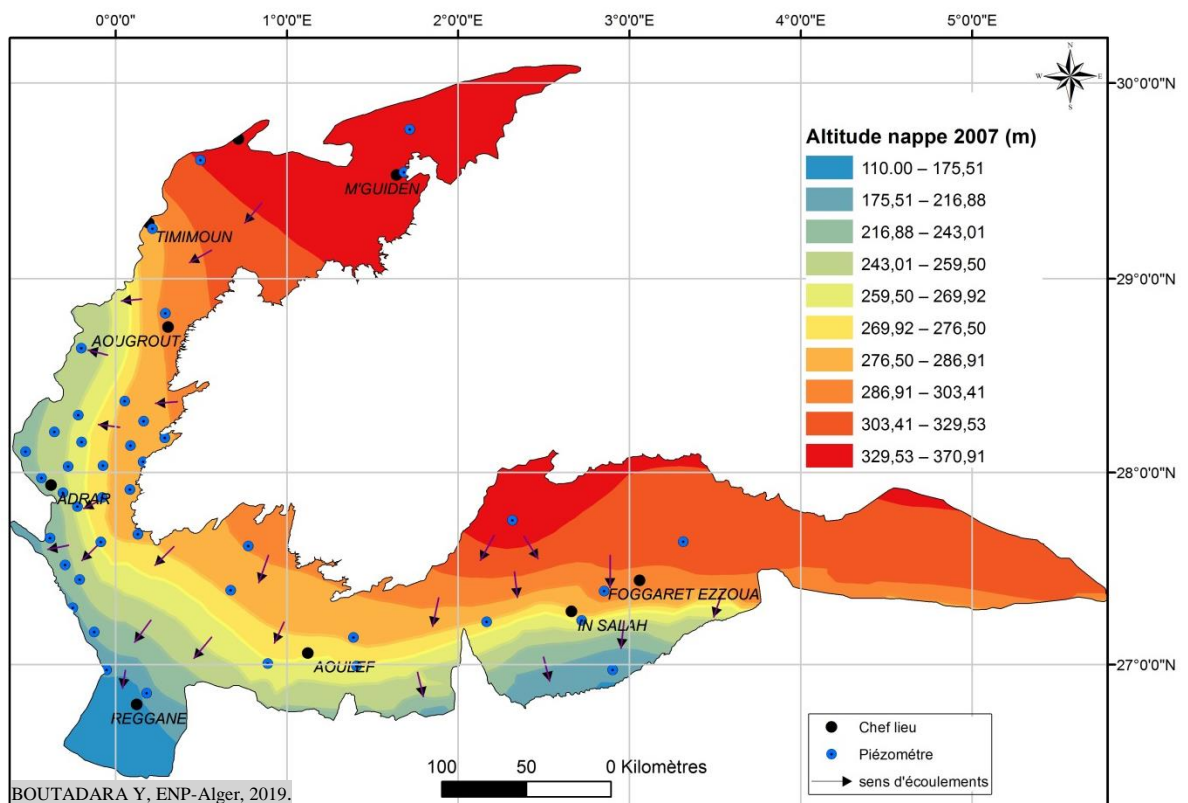 0°0'0"E 1°0'0"E 2°0'0"E 3°0'0"E 4°0'0"E 5°0'0"E
N
W E
S
30°0'0"N
Altitude nappe 2007 (m)
110.00 – 175,51
175,51 – 216,88
216,88 – 243,01
243,01 – 259,50
259,50 – 269,92
269,92 – 276,50
276,50 – 286,91
286,91 – 303,41
303,41 – 329,53
329,53 – 370,91
M'GUIDEN
TIMIMOUN
29°0'0"N
AOUGROUT
28°0'0"N
ADRAR
FOGGARET EZZOUA
IN SALAH
AOULEF
27°0'0"N
REGGANE
Chef lieu
Piézométre
sens d'écoulements
100 50 0 Kilomètres
BOUTADARA Y, ENP-Alger, 2019.